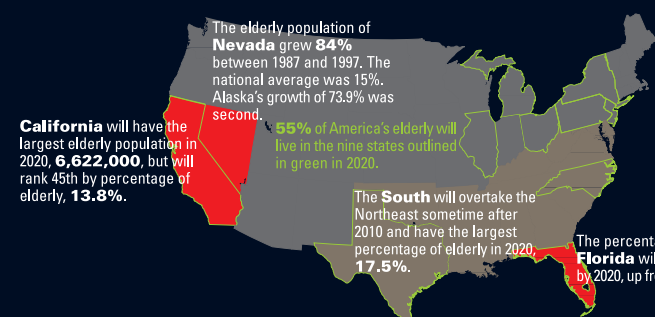 The elderly population of
Nevada grew 84%
between 1987 and 1997. The
national average was 15%.
Alaska's growth of 73.9% was
second.
California will have the
largest elderly population in
2020, 6,622,000, but will
rank 45th by percentage of
elderly, 13.8%.
55% of America's elderly will
live in the nine states outlined
in green in 2020.
The South will overtake the
Northeast sometime after
2010 and have the largest
percentage of elderly in 2020,
17.5%.
The
Florida
by 2020, up